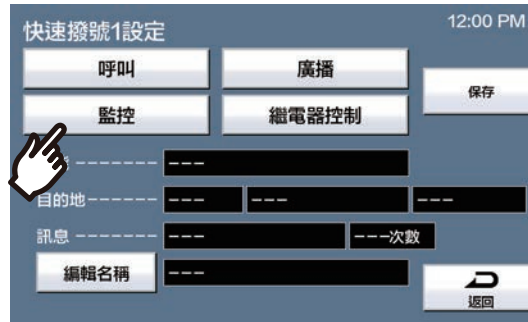 快速撥號1設定 12:00 PM
呼叫 廣播
保存
監控 繼電器控制
------- ---
目的地------ --- --- ---
訊息 ------- --- ---次數
編輯名稱 ---
返回